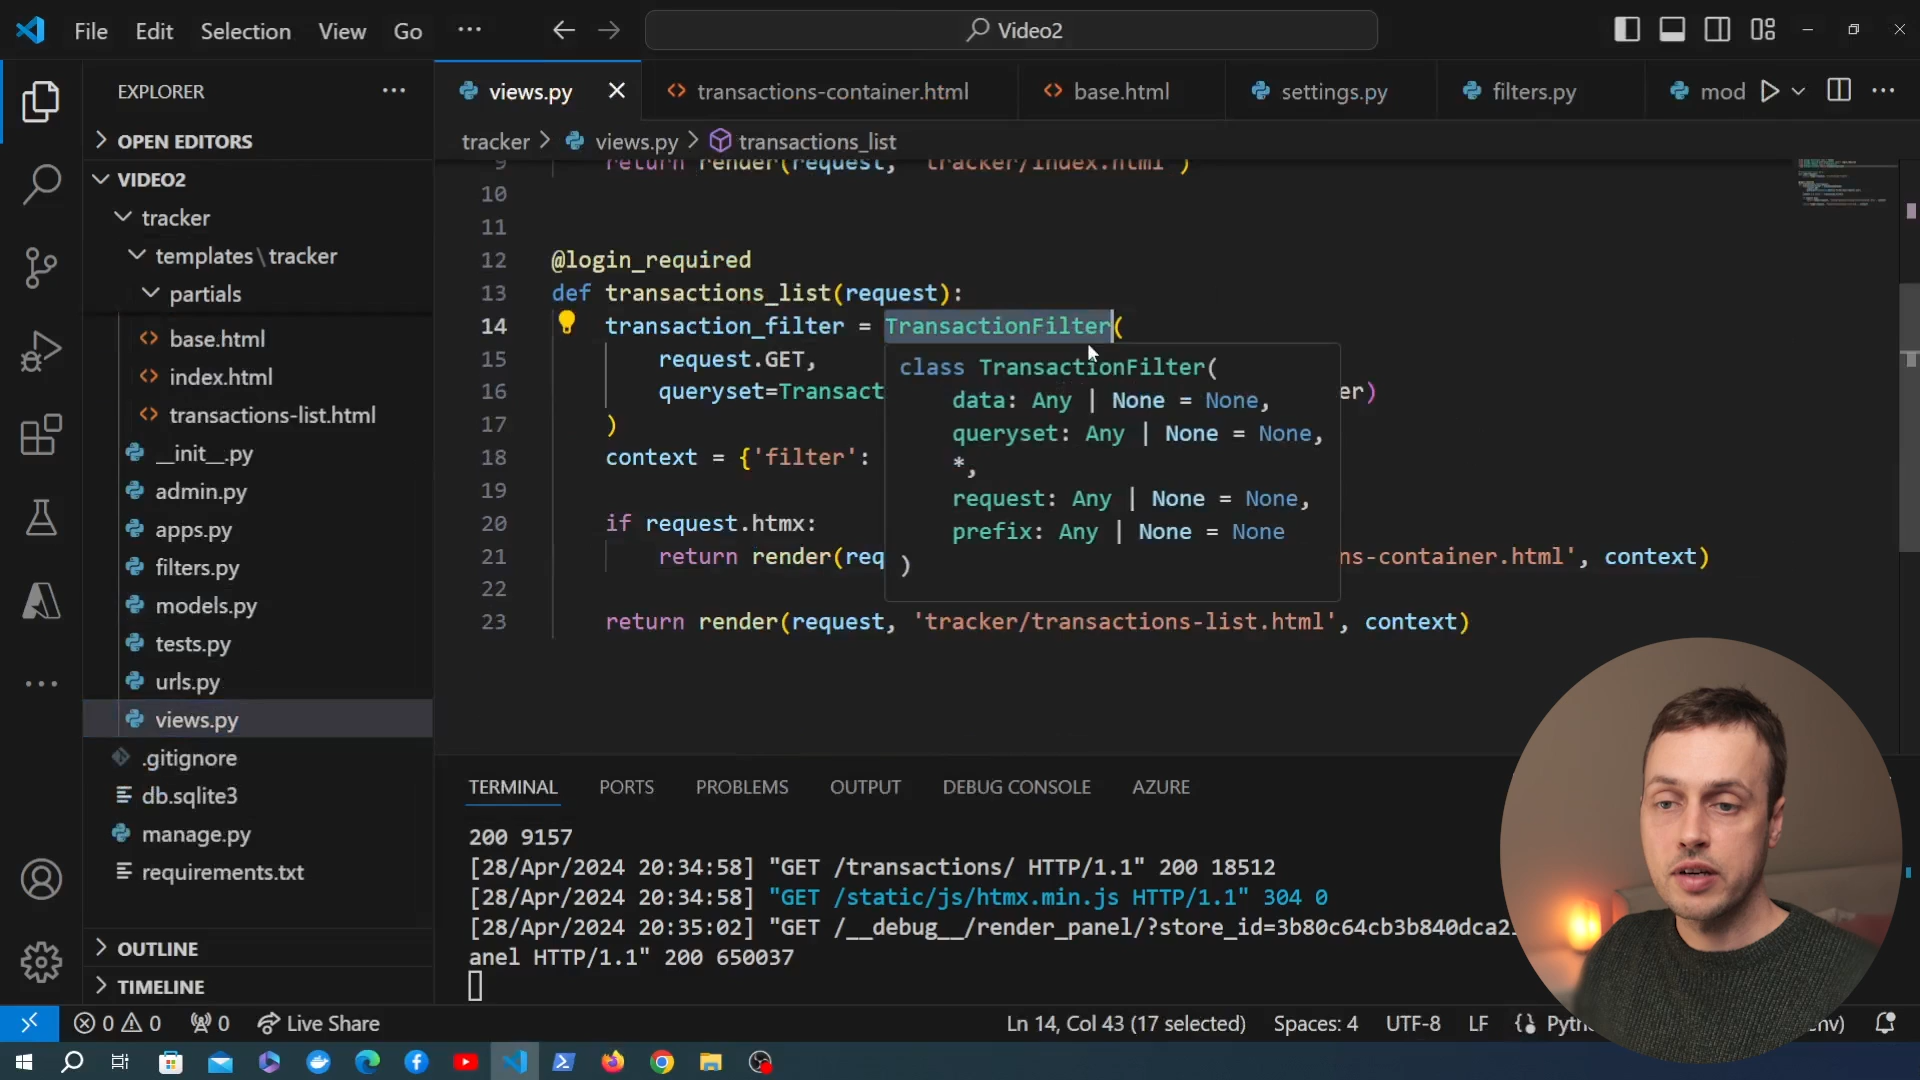 File Edit Selection View Go ··· Video2
EXPLORER ···
OPEN EDITORS
VIDEO2
tracker
templates\tracker
partials
base.html
index.html
transactions-list.html
__init__.py
admin.py
apps.py
filters.py
models.py
tests.py
urls.py
views.py
.gitignore
db.sqlite3
manage.py
requirements.txt
OUTLINE
TIMELINE
views.py transactions-container.html base.html settings.py filters.py mod
tracker > views.py > transactions_list
9 return render(request, 'tracker/index.html')
10
11
12 @login_required
13 def transactions_list(request):
14 transaction_filter = TransactionFilter(
15 request.GET,
16 queryset=Transact er)
17 )
18 context = {'filter':
19
20 if request.htmx:
21 return render(req ns-container.html', context)
22
23 return render(request, 'tracker/transactions-list.html', context)
class TransactionFilter(
data: Any | None = None,
queryset: Any | None = None,
*,
request: Any | None = None,
prefix: Any | None = None
)
TERMINAL PORTS PROBLEMS OUTPUT DEBUG CONSOLE AZURE
200 9157
[28/Apr/2024 20:34:58] "GET /transactions/ HTTP/1.1" 200 18512
[28/Apr/2024 20:34:58] "GET /static/js/htmx.min.js HTTP/1.1" 304 0
[28/Apr/2024 20:35:02] "GET /__debug__/render_panel/?store_id=3b80c64cb3b840dca2
anel HTTP/1.1" 200 650037
0 0 0 Live Share Ln 14, Col 43 (17 selected) Spaces: 4 UTF-8 LF